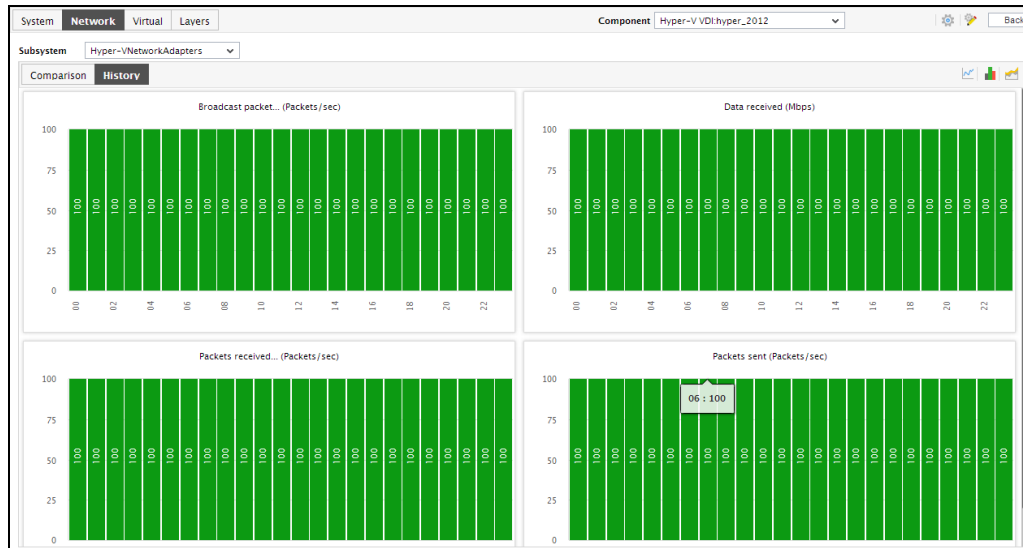 System Network Virtual Layers Component Hyper-V VDI:hyper_2012 Back
Subsystem Hyper-VNetworkAdapters
Comparison History
Broadcast packet... (Packets/sec)
100
75
50
25
0
100 100 100 100 100 100 100 100 100 100 100 100 100 100 100 100 100 100 100 100 100 100 100 100
00 02 04 06 08 10 12 14 16 18 20 22
Data received (Mbps)
100
75
50
25
0
100 100 100 100 100 100 100 100 100 100 100 100 100 100 100 100 100 100 100 100 100 100 100 100
00 02 04 06 08 10 12 14 16 18 20 22
Packets received... (Packets/sec)
100
75
50
25
0
100 100 100 100 100 100 100 100 100 100 100 100 100 100 100 100 100 100 100 100 100 100 100 100
Packets sent (Packets/sec)
100
75
50
25
0
06 : 100
100 100 100 100 100 100 100 100 100 100 100 100 100 100 100 100 100 100 100 100 100 100 100 100